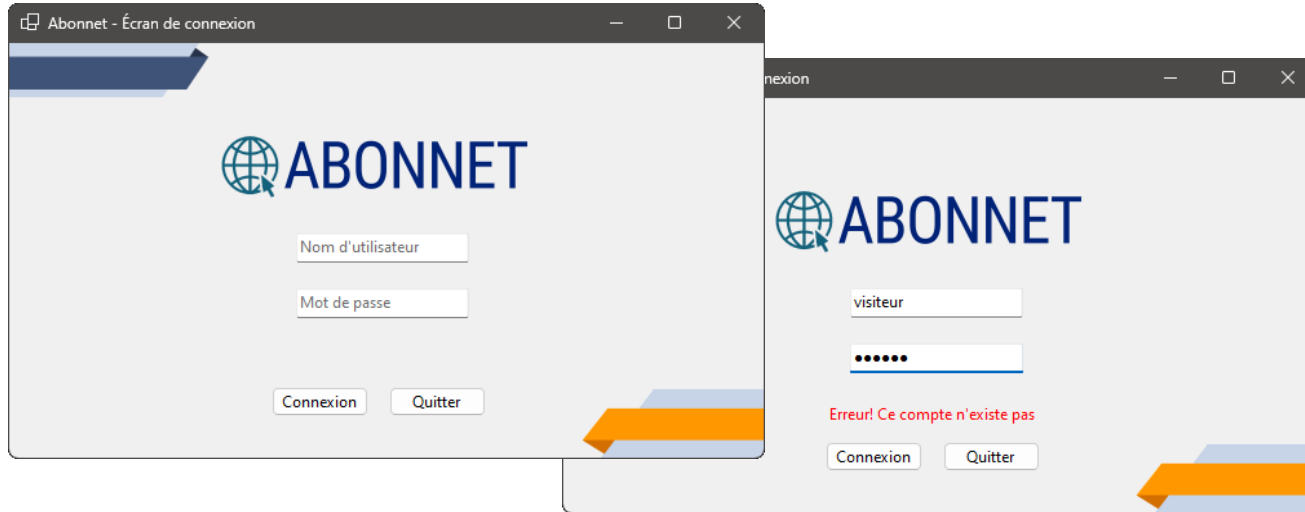 Abonnet - Écran de connexion
ABONNET
Nom d'utilisateur
Mot de passe
Connexion Quitter
nexion
ABONNET
visiteur
••••••
Erreur! Ce compte n'existe pas
Connexion Quitter